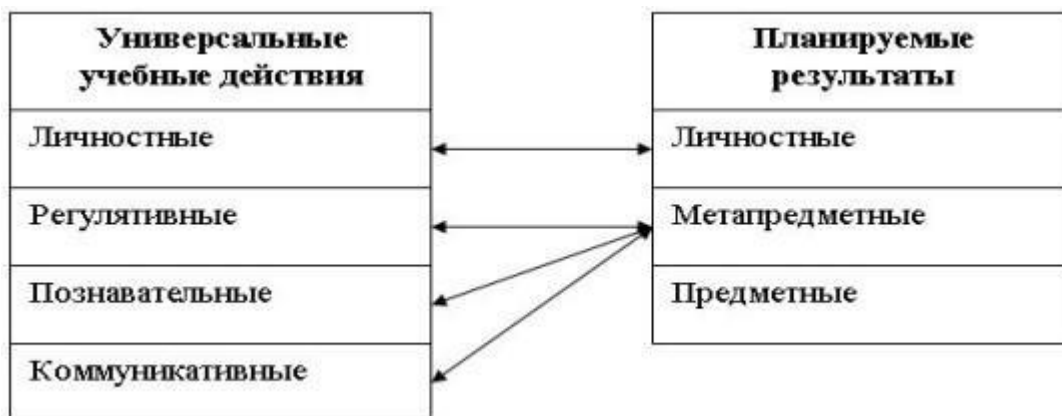 Универсальные
учебные действия
Личностные
Регулятивные
Познавательные
Коммуникативные
Планируемые
результаты
Личностные
Метапредметные
Предметные